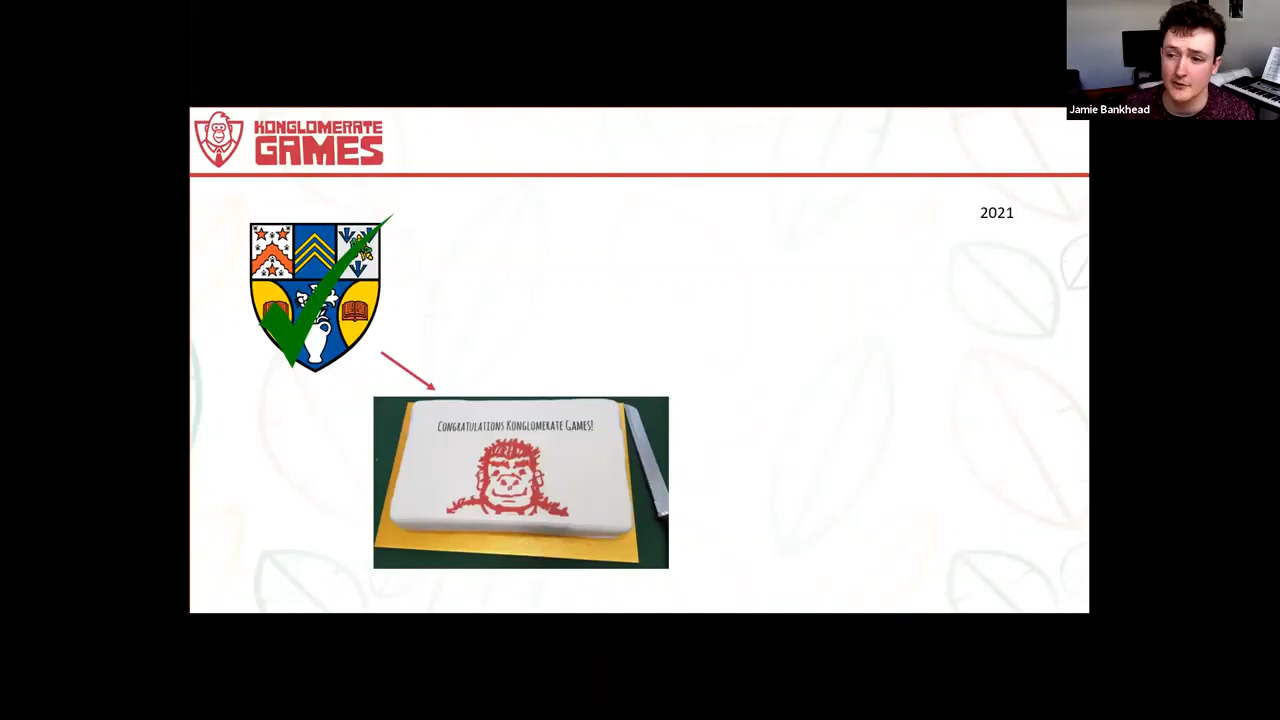 Jamie Bankhead
KONGLOMERATE
GAMES
2021
CONGRATULATIONS KONGLOMERATE GAMES!